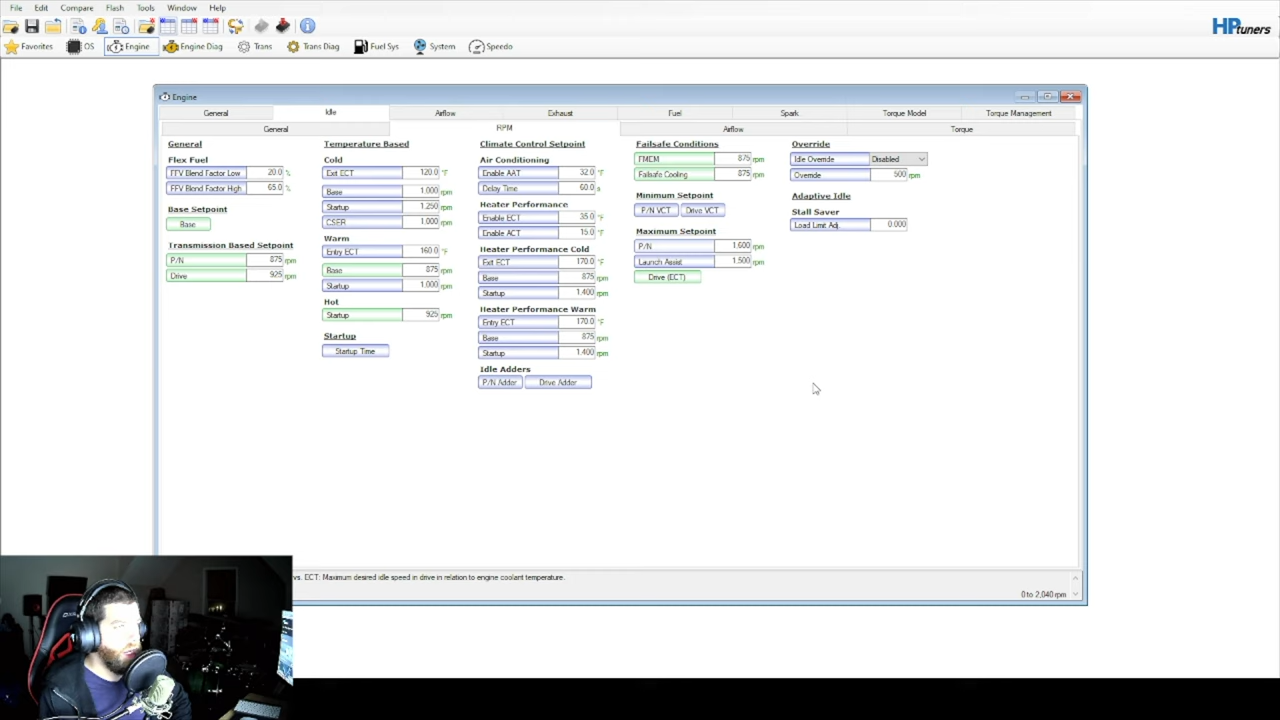 File Edit Compare Flash Tools Window Help
HPtuners
Favorites OS Engine Engine Diag Trans Trans Diag Fuel Sys System Speedo
Engine
General Idle Airflow Exhaust Fuel Spark Torque Model Torque Management
General RPM Airflow Torque
General
Flex Fuel
FFV Blend Factor Low 20.0 %
FFV Blend Factor High 65.0 %
Base Setpoint
Base
Transmission Based Setpoint
P/N 875 rpm
Drive 925 rpm
Temperature Based
Cold
Exit ECT 120.0 °F
Base 1,000 rpm
Startup 1,250 rpm
CSER 1,000 rpm
Warm
Entry ECT 160.0 °F
Base 875 rpm
Startup 1,000 rpm
Hot
Startup 925 rpm
Startup
Startup Time
Climate Control Setpoint
Air Conditioning
Enable AAT 32.0 °F
Delay Time 60.0 s
Heater Performance
Enable ECT 35.0 °F
Enable ACT 15.0 °F
Heater Performance Cold
Exit ECT 170.0 °F
Base 875 rpm
Startup 1,400 rpm
Heater Performance Warm
Entry ECT 170.0 °F
Base 875 rpm
Startup 1,400 rpm
Idle Adders
P/N Adder Drive Adder
Failsafe Conditions
FMEM 875 rpm
Failsafe Cooling 875 rpm
Minimum Setpoint
P/N VCT Drive VCT
Maximum Setpoint
P/N 1,600 rpm
Launch Assist 1,500 rpm
Drive (ECT)
Override
Idle Override Disabled
Override 500 rpm
Adaptive Idle
Stall Saver
Load Limit Adj. 0.000
vs. ECT: Maximum desired idle speed in drive in relation to engine coolant temperature.
0 to 2,040 rpm